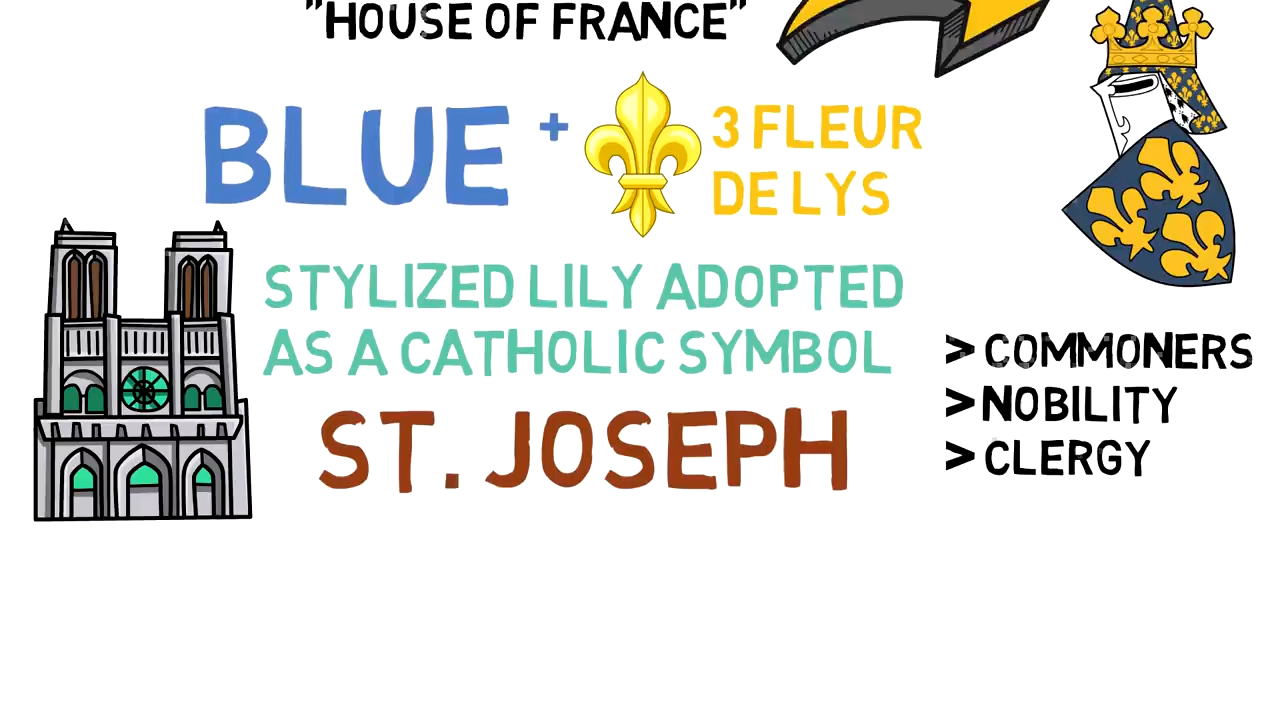 "HOUSE OF FRANCE"
BLUE + 3 FLEUR
DE LYS
STYLIZED LILY ADOPTED
AS A CATHOLIC SYMBOL
ST. JOSEPH
> COMMONERS
> NOBILITY
> CLERGY